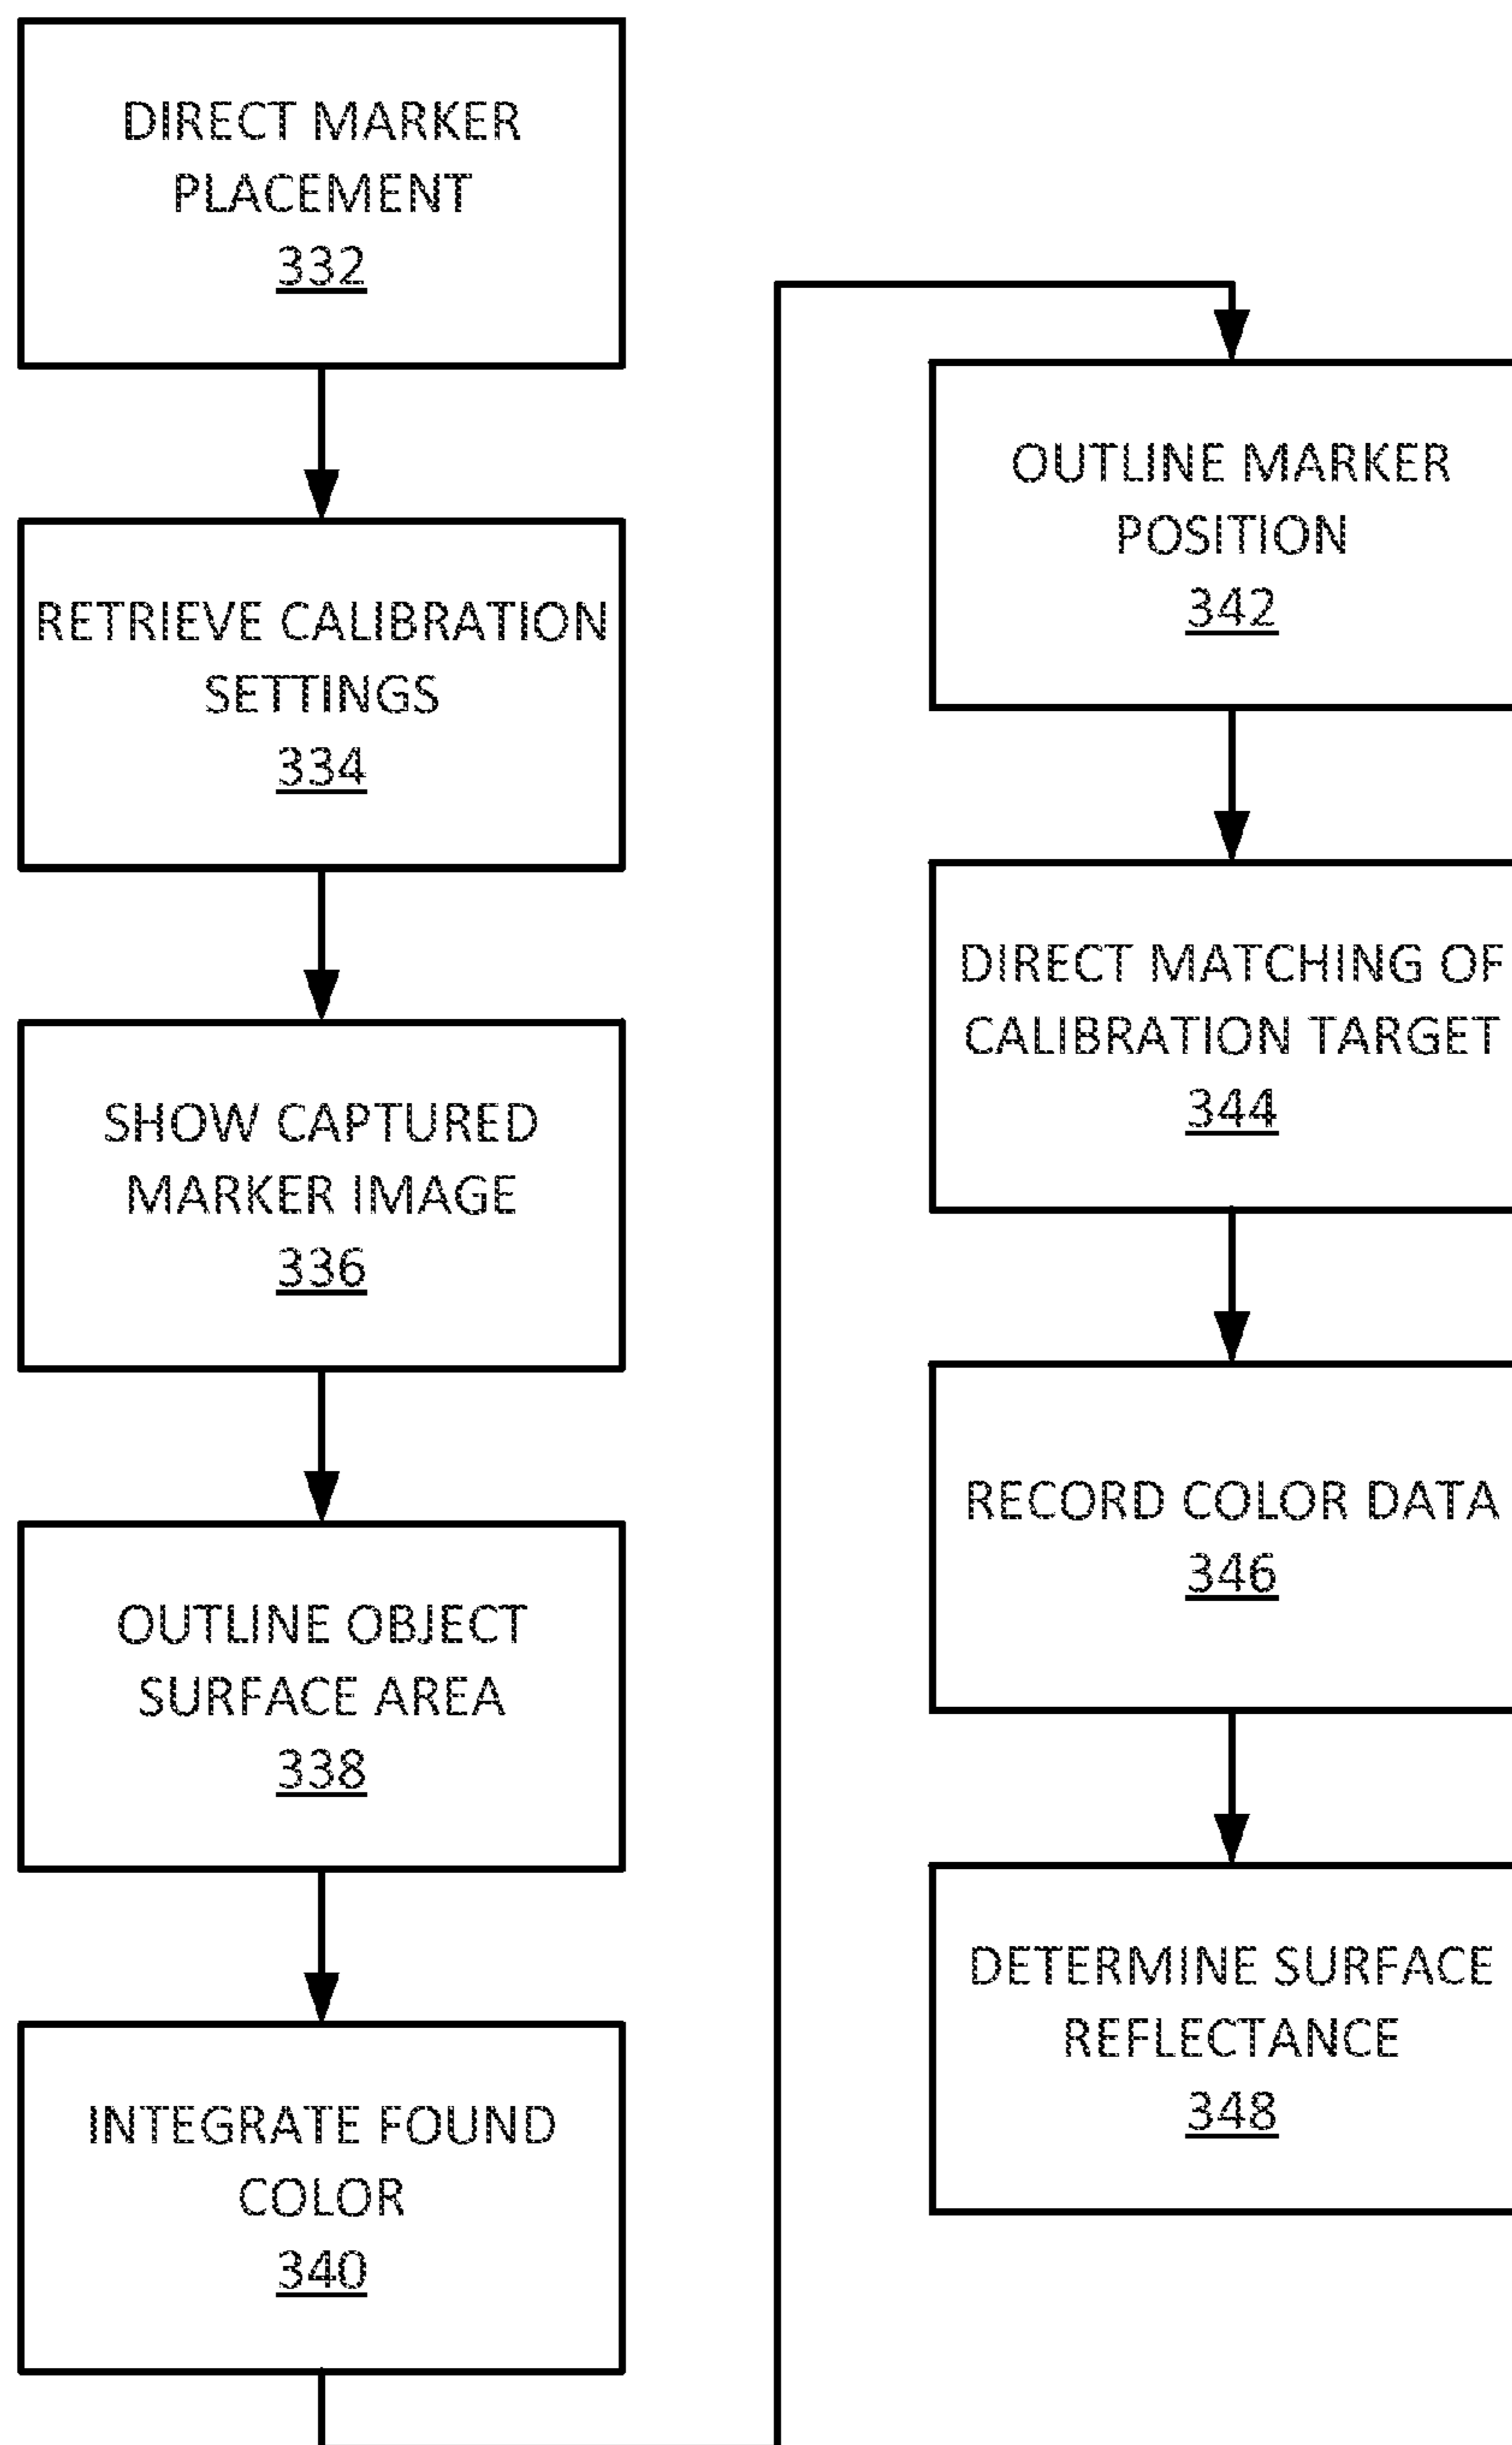 DIRECT MARKER
PLACEMENT
332
RETRIEVE CALIBRATION
SETTINGS
334
SHOW CAPTURED
MARKER IMAGE
336
OUTLINE OBJECT
SURFACE AREA
338
INTEGRATE FOUND
COLOR
340
OUTLINE MARKER
POSITION
342
DIRECT MATCHING OF
CALIBRATION TARGET
344
RECORD COLOR DATA
346
DETERMINE SURFACE
REFLECTANCE
348